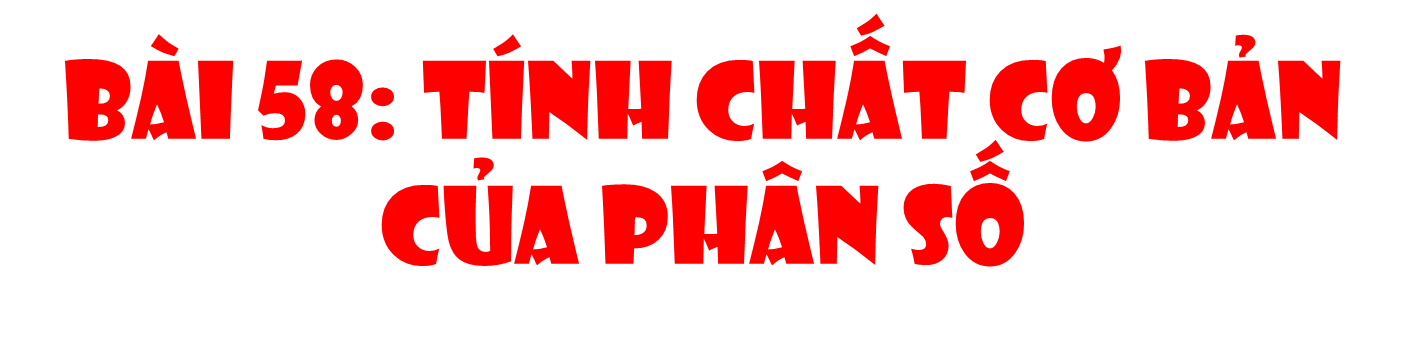 BÀI 58: TÍNH CHẤT CƠ BẢN
CỦA PHÂN SỐ